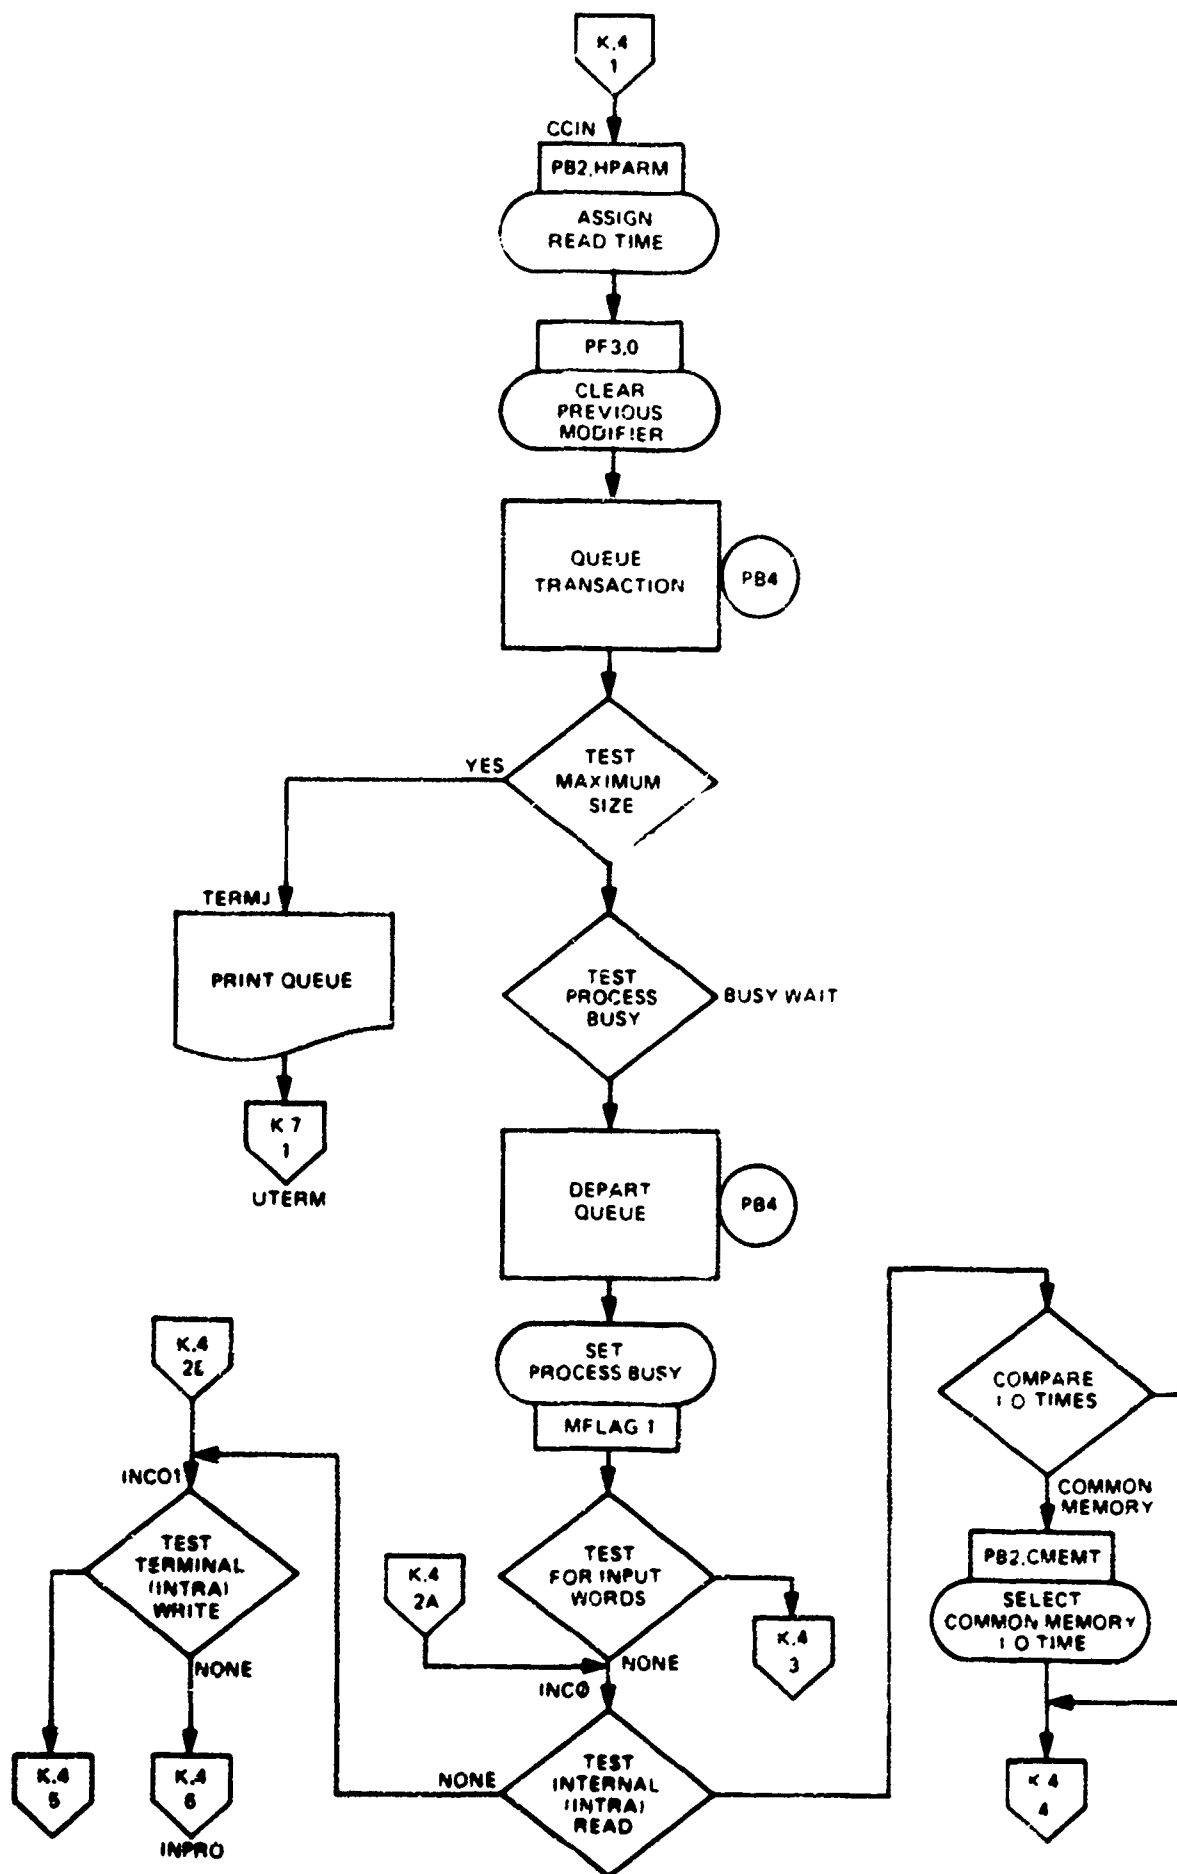 K.4
1
CCIN
PB2,HPARM
ASSIGN
READ TIME
PF3,0
CLEAR
PREVIOUS
MODIFIER
QUEUE
TRANSACTION
PB4
TEST
MAXIMUM
SIZE
YES
TERMJ
PRINT QUEUE
K.7
1
UTERM
TEST
PROCESS
BUSY
BUSY WAIT
DEPART
QUEUE
PB4
SET
PROCESS BUSY
MFLAG 1
K.4
2E
INCO1
TEST
TERMINAL
(INTRA)
WRITE
NONE
K.4
5
K.4
6
INPRO
TEST
FOR INPUT
WORDS
K.4
2A
NONE
INCØ
K.4
3
TEST
INTERNAL
(INTRA)
READ
NONE
COMPARE
I O TIMES
COMMON
MEMORY
PB2,CMEMT
SELECT
COMMON MEMORY
I O TIME
K 4
4